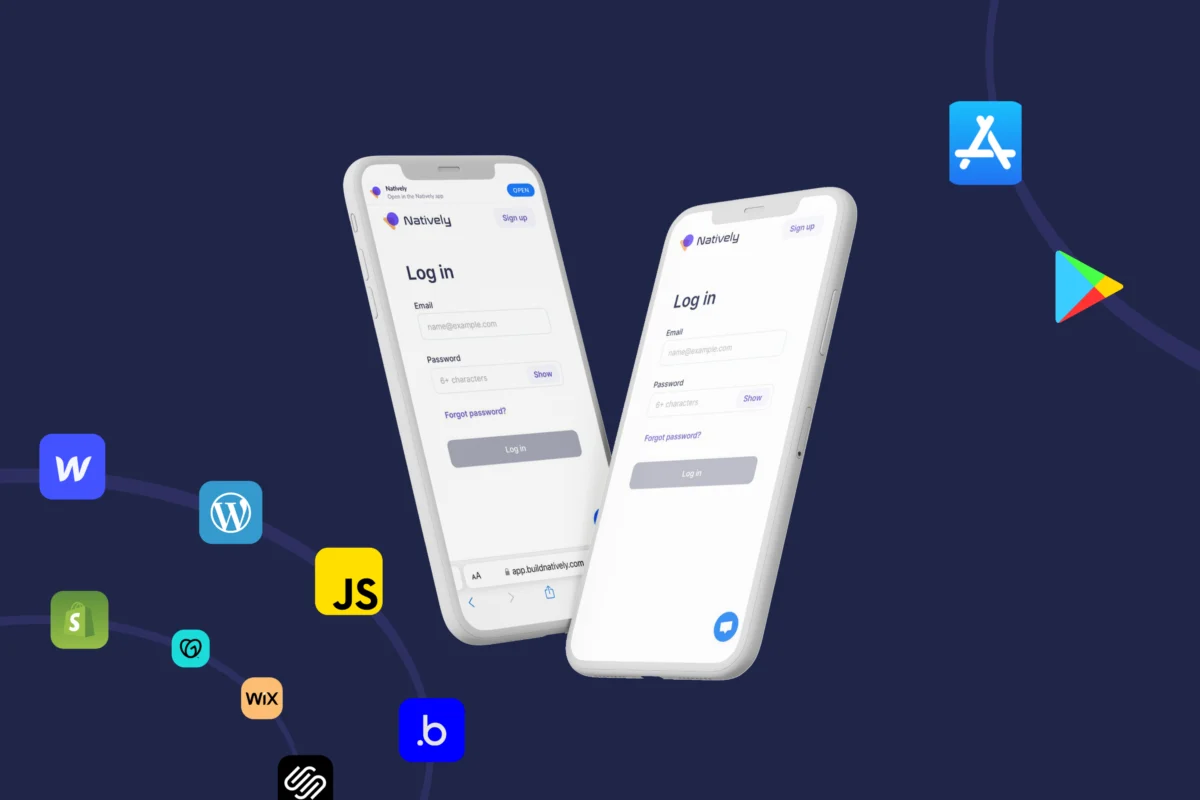 Natively
Open in the Natively app
OPEN
Natively
Sign up
Log in
Email
name@example.com
Password
6+ characters
Show
Forgot password?
Log in
AA
app.buildnatively.com
Natively
Sign up
Log in
Email
name@example.com
Password
6+ characters
Show
Forgot password?
Log in
W
W
JS
S
WiX
.b